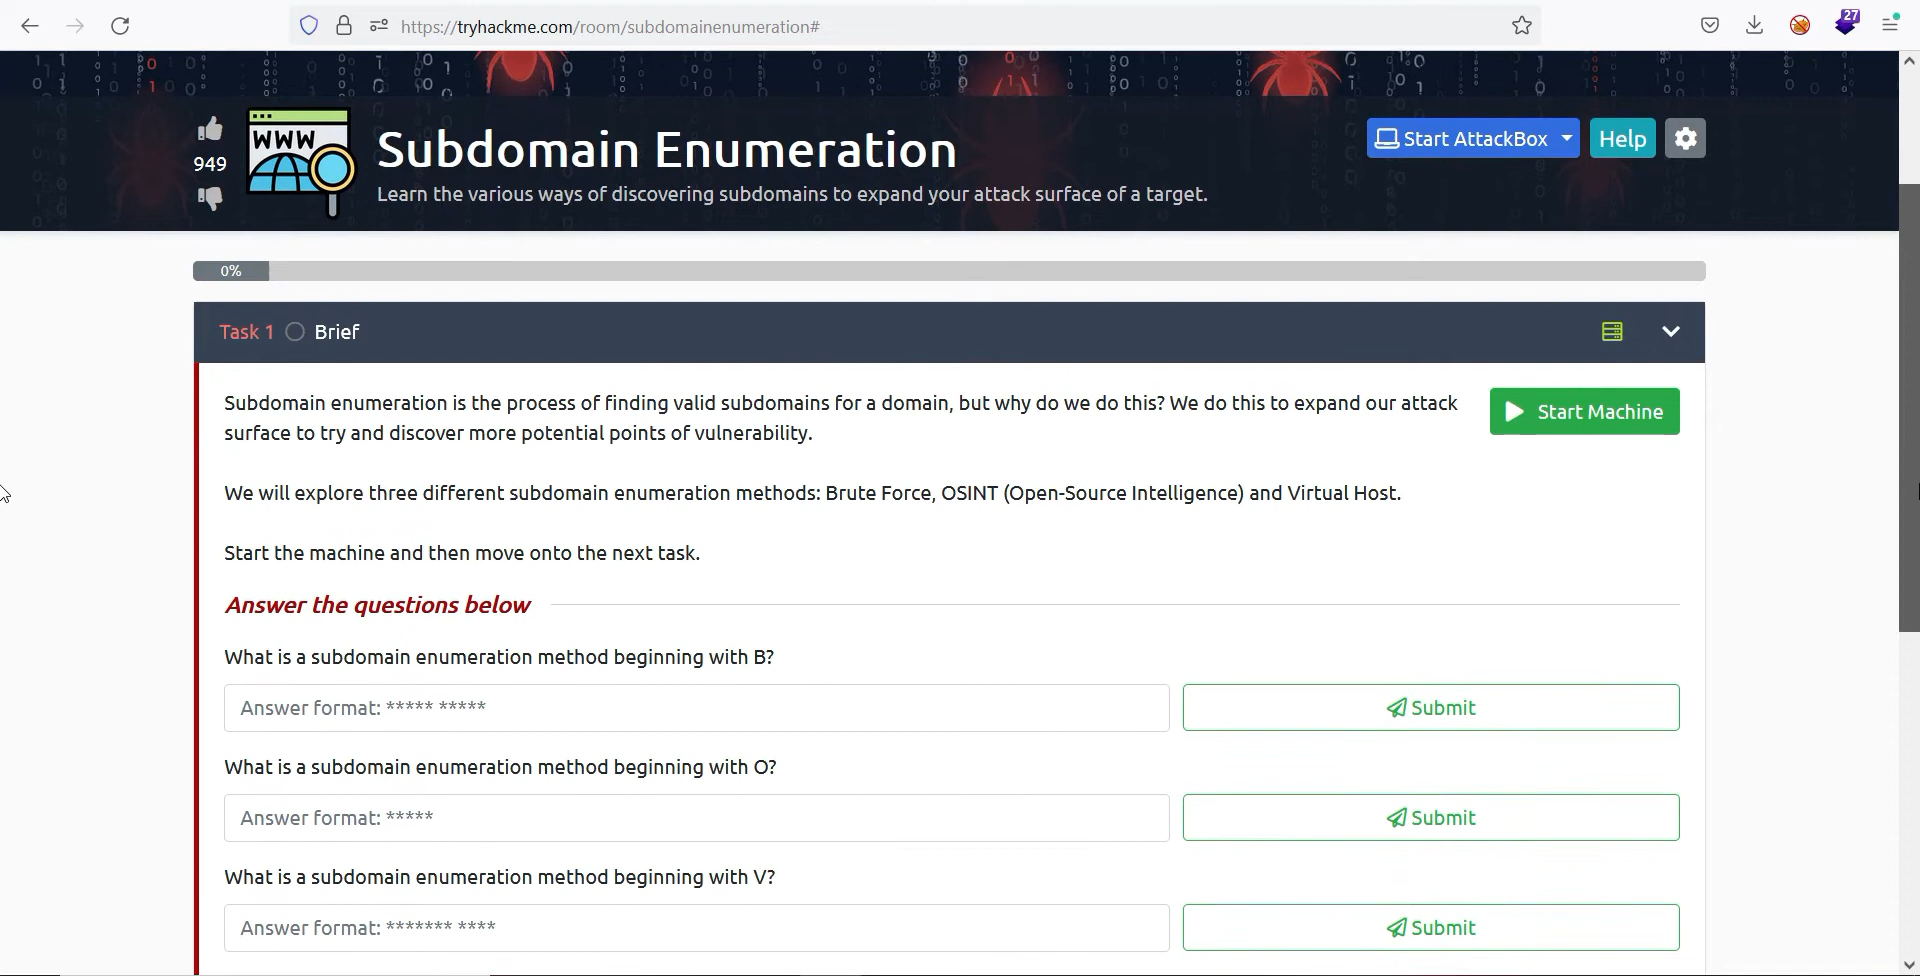 27
https://tryhackme.com/room/subdomainenumeration#
949
WWW
Subdomain Enumeration
Learn the various ways of discovering subdomains to expand your attack surface of a target.
Start AttackBox
Help
0%
Task 1
Brief
Subdomain enumeration is the process of finding valid subdomains for a domain, but why do we do this? We do this to expand our attack
surface to try and discover more potential points of vulnerability.
Start Machine
We will explore three different subdomain enumeration methods: Brute Force, OSINT (Open-Source Intelligence) and Virtual Host.
Start the machine and then move onto the next task.
Answer the questions below
What is a subdomain enumeration method beginning with B?
Answer format: ***** *****
Submit
What is a subdomain enumeration method beginning with O?
Answer format: *****
Submit
What is a subdomain enumeration method beginning with V?
Answer format: ******* ****
Submit